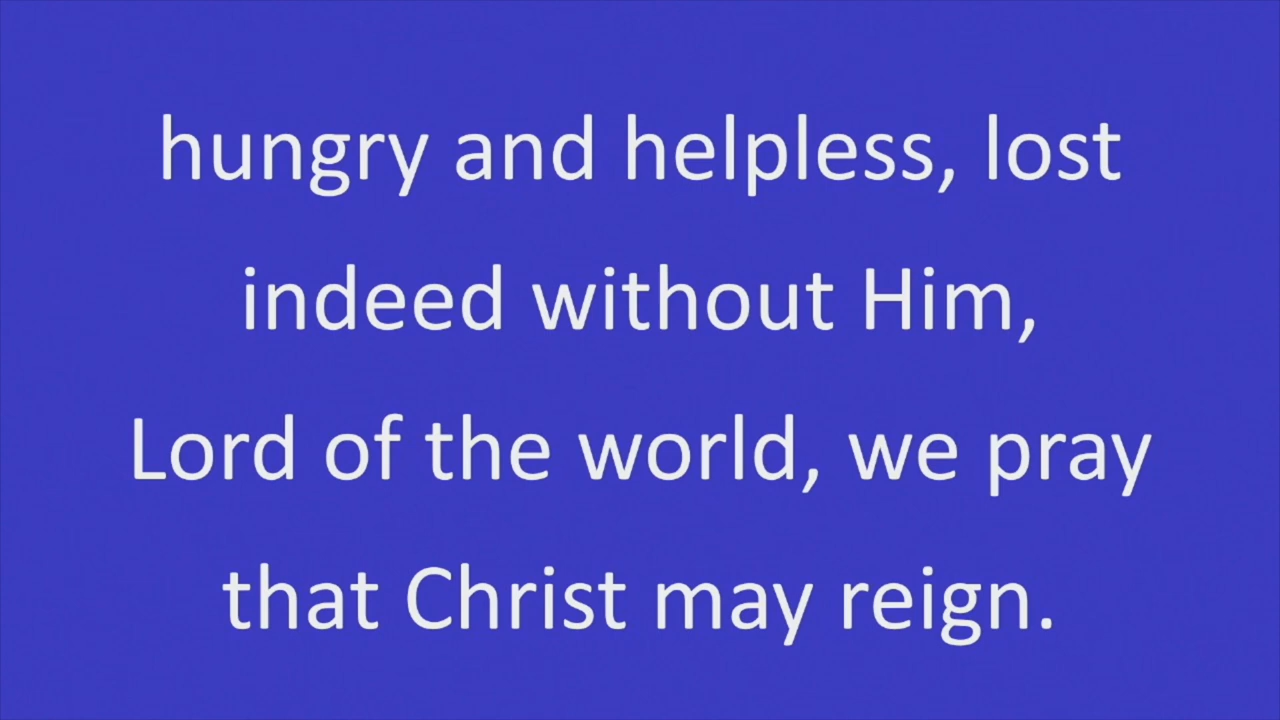 hungry and helpless, lost
indeed without Him,
Lord of the world, we pray
that Christ may reign.